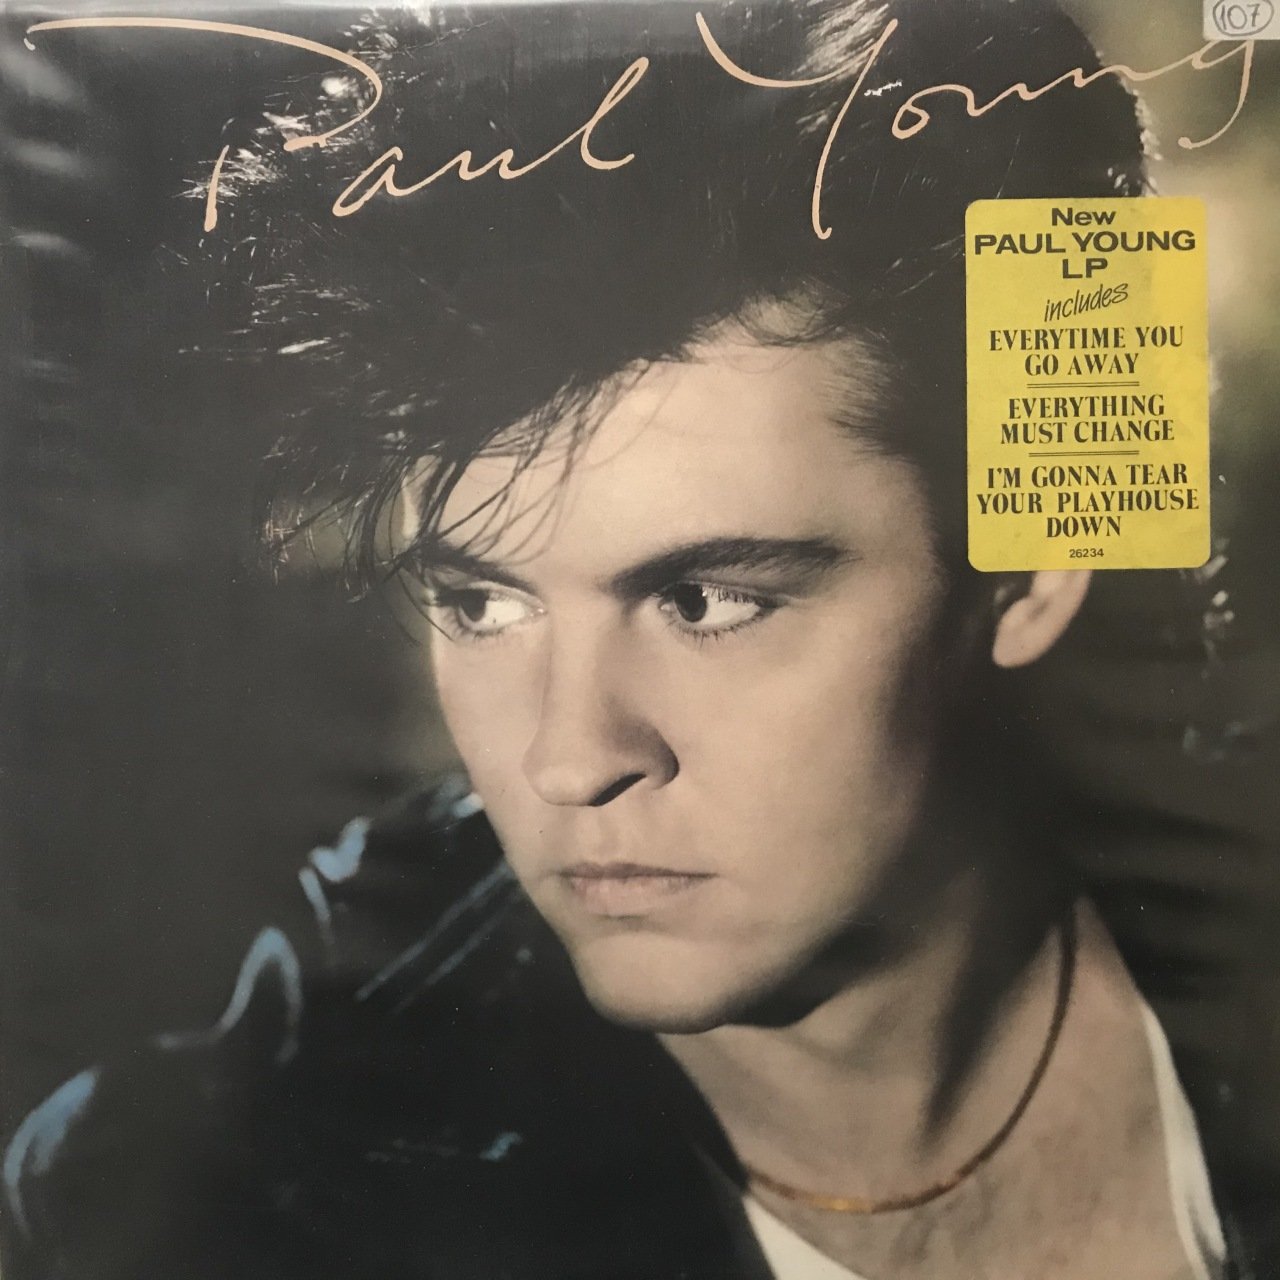 107
Paul Young
New
PAUL YOUNG
LP
includes
EVERYTIME YOU
GO AWAY
EVERYTHING
MUST CHANGE
I'M GONNA TEAR
YOUR PLAYHOUSE
DOWN
26234